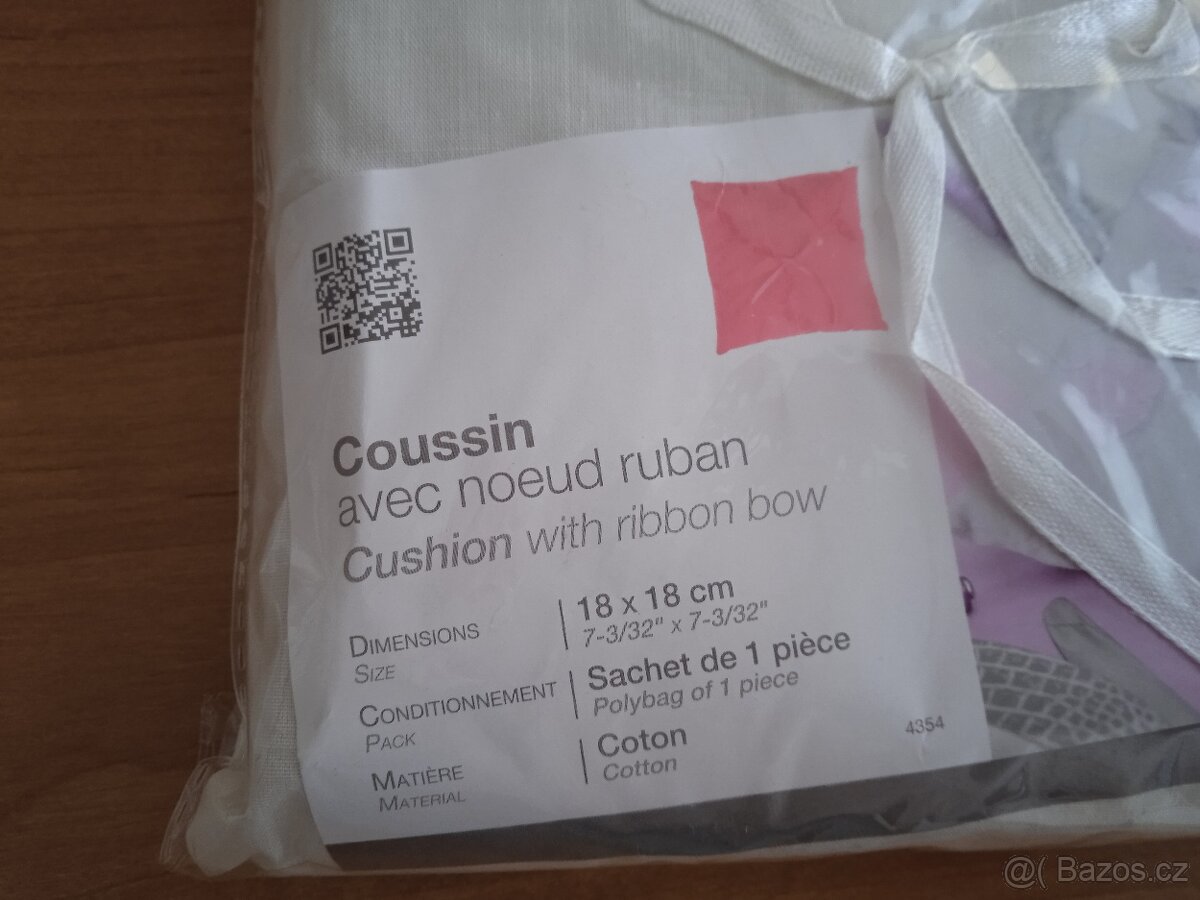 Coussin
avec noeud ruban
Cushion with ribbon bow
DIMENSIONS
SIZE
18 x 18 cm
7-3/32" x 7-3/32"
CONDITIONNEMENT
PACK
Sachet de 1 pièce
Polybag of 1 piece
MATIÈRE
MATERIAL
Coton
Cotton
4354
@( Bazos.cz